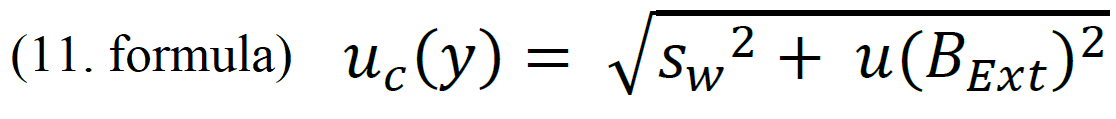 (11. formula) u_c(y) = √(s_w² + u(B_Ext)²)